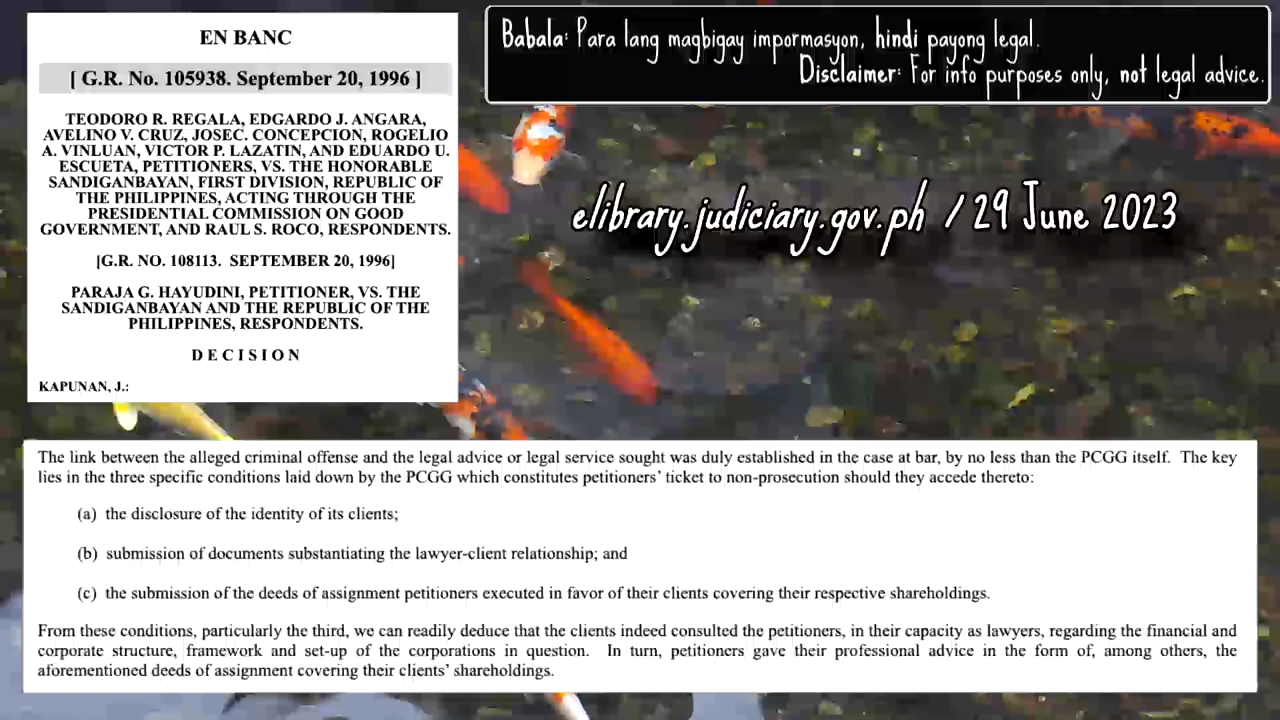 EN BANC
[ G.R. No. 105938. September 20, 1996 ]
TEODORO R. REGALA, EDGARDO J. ANGARA,
AVELINO V. CRUZ, JOSEC. CONCEPCION, ROGELIO
A. VINLUAN, VICTOR P. LAZATIN, AND EDUARDO U.
ESCUETA, PETITIONERS, VS. THE HONORABLE
SANDIGANBAYAN, FIRST DIVISION, REPUBLIC OF
THE PHILIPPINES, ACTING THROUGH THE
PRESIDENTIAL COMMISSION ON GOOD
GOVERNMENT, AND RAUL S. ROCO, RESPONDENTS.
[G.R. NO. 108113. SEPTEMBER 20, 1996]
PARAJA G. HAYUDINI, PETITIONER, VS. THE
SANDIGANBAYAN AND THE REPUBLIC OF THE
PHILIPPINES, RESPONDENTS.
D E C I S I O N
KAPUNAN, J.:
Babala: Para lang magbigay impormasyon, hindi payong legal.
Disclaimer: For info purposes only, not legal advice.
elibrary.judiciary.gov.ph / 29 June 2023
The link between the alleged criminal offense and the legal advice or legal service sought was duly established in the case at bar, by no less than the PCGG itself. The key
lies in the three specific conditions laid down by the PCGG which constitutes petitioners' ticket to non-prosecution should they accede thereto:
(a) the disclosure of the identity of its clients;
(b) submission of documents substantiating the lawyer-client relationship; and
(c) the submission of the deeds of assignment petitioners executed in favor of their clients covering their respective shareholdings.
From these conditions, particularly the third, we can readily deduce that the clients indeed consulted the petitioners, in their capacity as lawyers, regarding the financial and
corporate structure, framework and set-up of the corporations in question. In turn, petitioners gave their professional advice in the form of, among others, the
aforementioned deeds of assignment covering their clients' shareholdings.